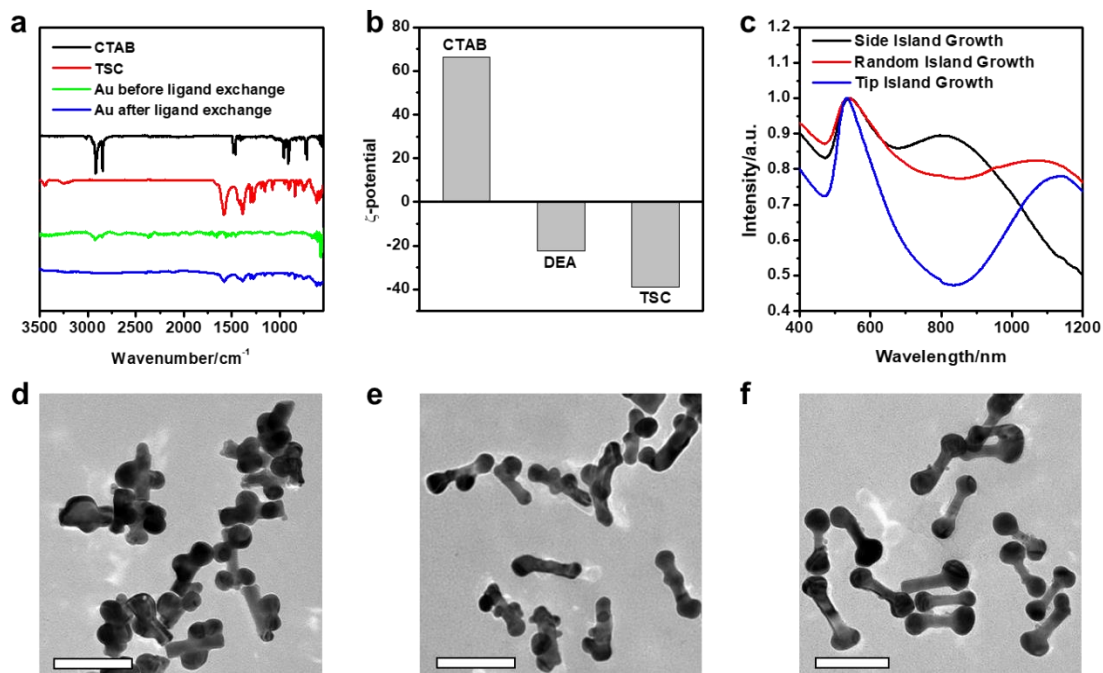 a
CTAB
TSC
Au before ligand exchange
Au after ligand exchange
3500 3000 2500 2000 1500 1000
Wavenumber/cm-1
b
80
60
40
20
0
-20
-40
ζ-potential
CTAB
DEA
TSC
c
1.2
1.1
1.0
0.9
0.8
0.7
0.6
0.5
0.4
Intensity/a.u.
Side Island Growth
Random Island Growth
Tip Island Growth
400 600 800 1000 1200
Wavelength/nm
d
e
f